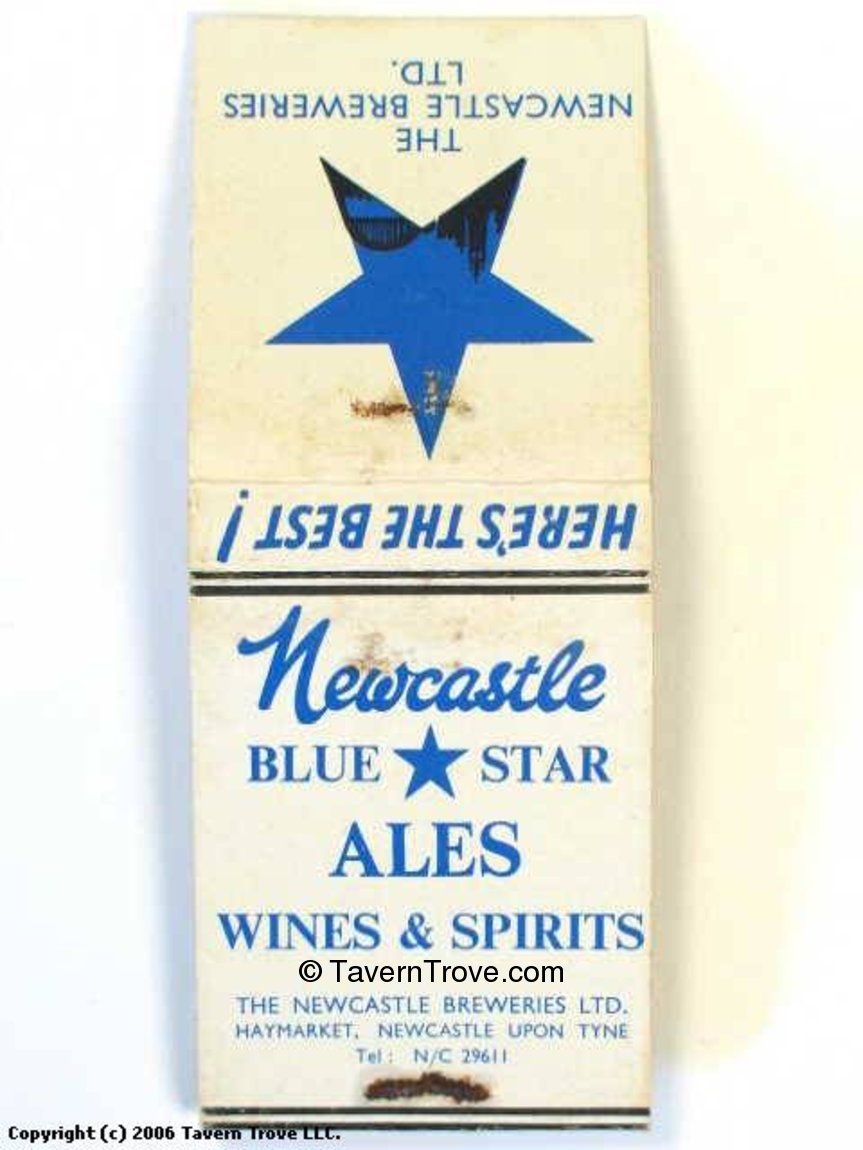 THE
NEWCASTLE BREWERIES
LTD.
HERE'S THE BEST!
Newcastle
BLUE STAR
ALES
WINES & SPIRITS
© TavernTrove.com
THE NEWCASTLE BREWERIES LTD.
HAYMARKET, NEWCASTLE UPON TYNE
Tel: N/C 29611
Copyright (c) 2006 Tavern Trove LLC.